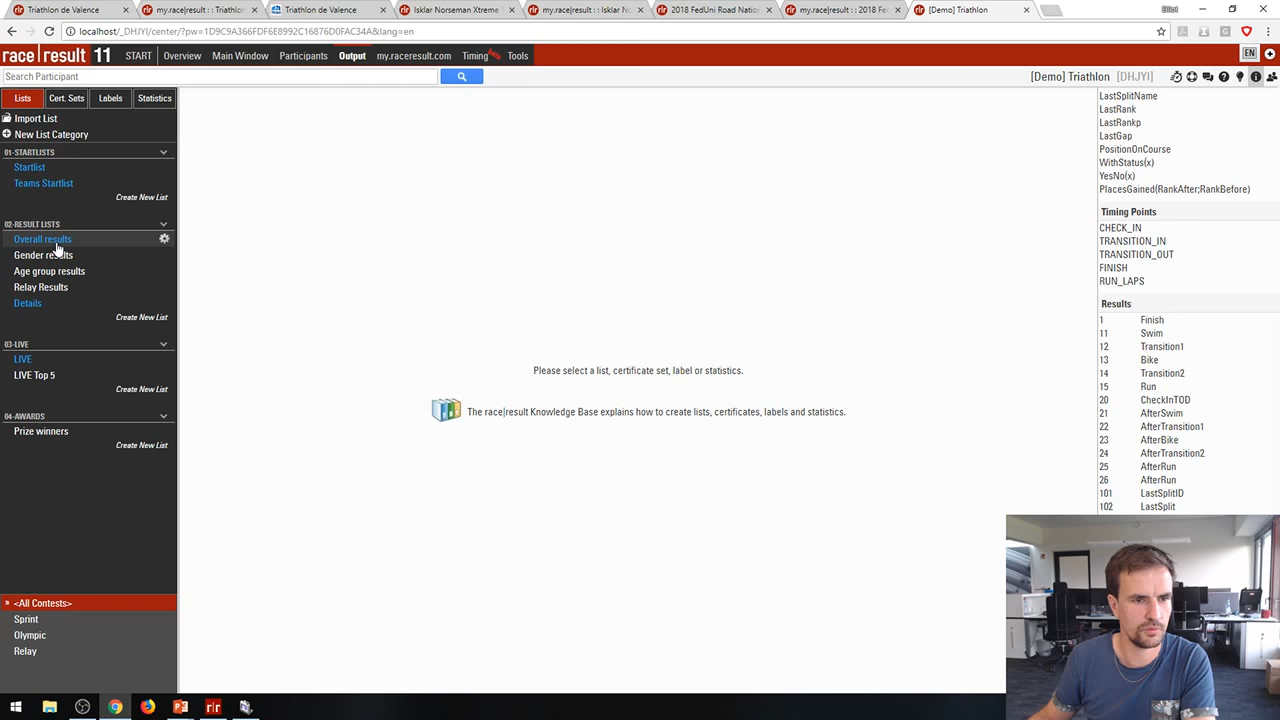 Triathlon de Valence
my.race|result :: Triathlon
Triathlon de Valence
Isklar Norseman Xtreme T
my.race|result :: Isklar No
2018 FedUni Road Nation
my.race|result :: 2018 Fed
[Demo] Triathlon
Elliot
localhost/_DHJYI/center/?pw=1D9C9A366FDF6E8992C16876D0FAC34A&lang=en
race|result 11 START Overview Main Window Participants Output my.raceresult.com Timing Tools EN
Search Participant
[Demo] Triathlon [DHJYI]
Lists Cert. Sets Labels Statistics
Import List
New List Category
01-STARTLISTS
Startlist
Teams Startlist
Create New List
02-RESULT LISTS
Overall results
Gender results
Age group results
Relay Results
Details
Create New List
03-LIVE
LIVE
LIVE Top 5
Create New List
04-AWARDS
Prize winners
Create New List
» <All Contests>
Sprint
Olympic
Relay
Please select a list, certificate set, label or statistics.
The race|result Knowledge Base explains how to create lists, certificates, labels and statistics.
LastSplitName
LastRank
LastRankp
LastGap
PositionOnCourse
WithStatus(x)
YesNo(x)
PlacesGained(RankAfter;RankBefore)
Timing Points
CHECK_IN
TRANSITION_IN
TRANSITION_OUT
FINISH
RUN_LAPS
Results
1 Finish
11 Swim
12 Transition1
13 Bike
14 Transition2
15 Run
20 CheckInTOD
21 AfterSwim
22 AfterTransition1
23 AfterBike
24 AfterTransition2
25 AfterRun
26 AfterRun
101 LastSplitID
102 LastSplit